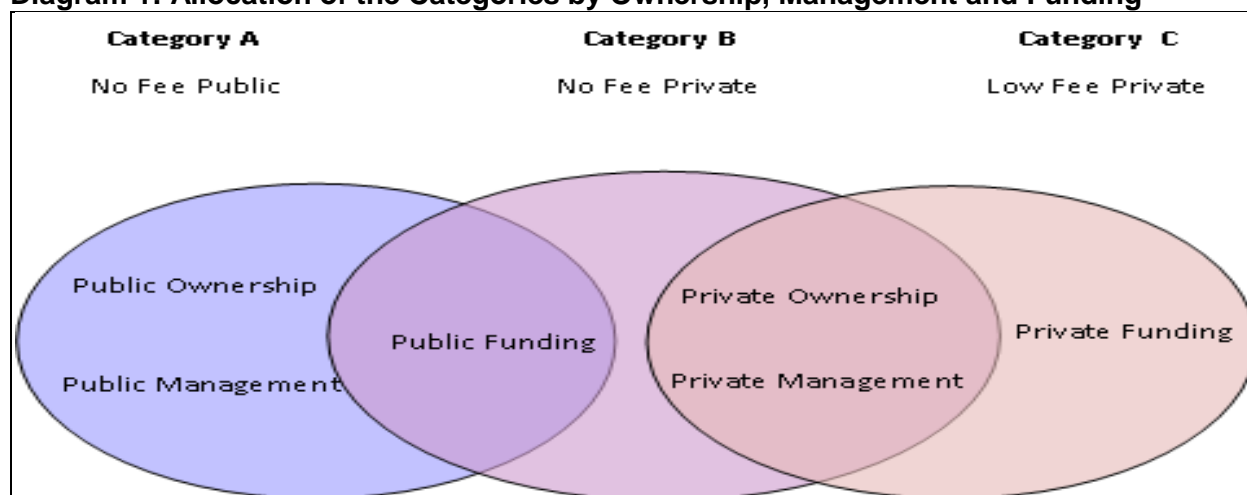 Diagram 1: Allocation of the Categories by Ownership, Management and Funding
Category A
Category B
Category C
No Fee Public
No Fee Private
Low Fee Private
Public Ownership
Private Ownership
Public Funding
Private Funding
Public Management
Private Management